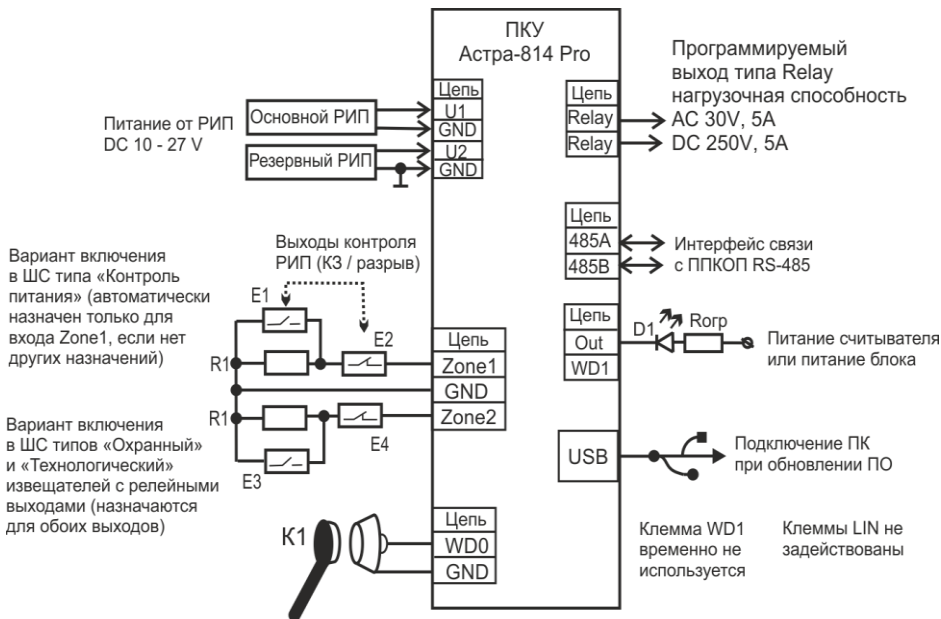 ПКУ
Астра-814 Pro
Питание от РИП
DC 10 - 27 V
Основной РИП
Резервный РИП
Цепь
U1
GND
U2
GND
Цепь
Relay
Relay
Программируемый
выход типа Relay
нагрузочная способность
AC 30V, 5A
DC 250V, 5A
Цепь
485A
485B
Интерфейс связи
с ППКОП RS-485
Вариант включения
в ШС типа «Контроль
питания» (автоматически
назначен только для
входа Zone1, если нет
других назначений)
Выходы контроля
РИП (КЗ / разрыв)
E1
E2
R1
R1
E4
E3
Цепь
Zone1
GND
Zone2
Цепь
Out
WD1
D1
Rогр
Питание считывателя
или питание блока
Вариант включения
в ШС типов «Охранный»
и «Технологический»
извещателей с релейными
выходами (назначаются
для обоих выходов)
USB
Подключение ПК
при обновлении ПО
К1
Цепь
WD0
GND
Клемма WD1
временно не
используется
Клеммы LIN не
задействованы